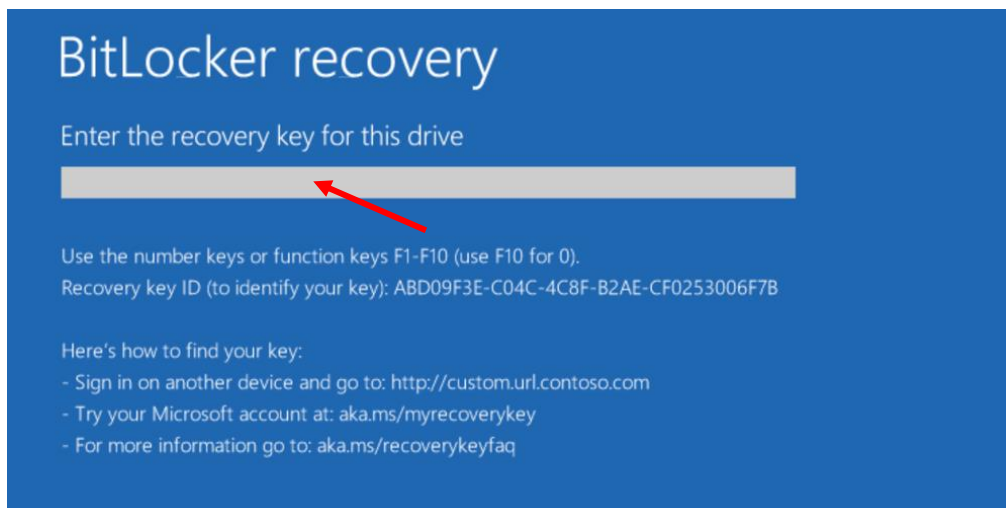 BitLocker recovery
Enter the recovery key for this drive
Use the number keys or function keys F1-F10 (use F10 for 0).
Recovery key ID (to identify your key): ABD09F3E-C04C-4C8F-B2AE-CF0253006F7B
Here's how to find your key:
- Sign in on another device and go to: http://custom.url.contoso.com
- Try your Microsoft account at: aka.ms/myrecoverykey
- For more information go to: aka.ms/recoverykeyfaq